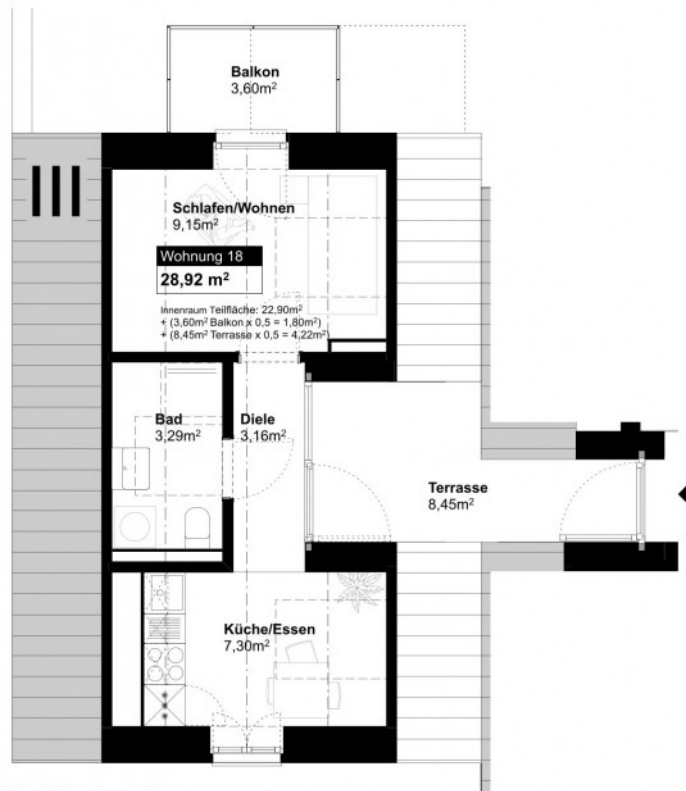 Balkon
3,60m²
Schlafen/Wohnen
9,15m²
Wohnung 18
28,92 m²
Innenraum Teilfläche: 22,90m²
+ (3,60m² Balkon x 0,5 = 1,80m²)
+ (8,45m² Terrasse x 0,5 = 4,22m²)
Bad
3,29m²
Diele
3,16m²
Terrasse
8,45m²
Küche/Essen
7,30m²